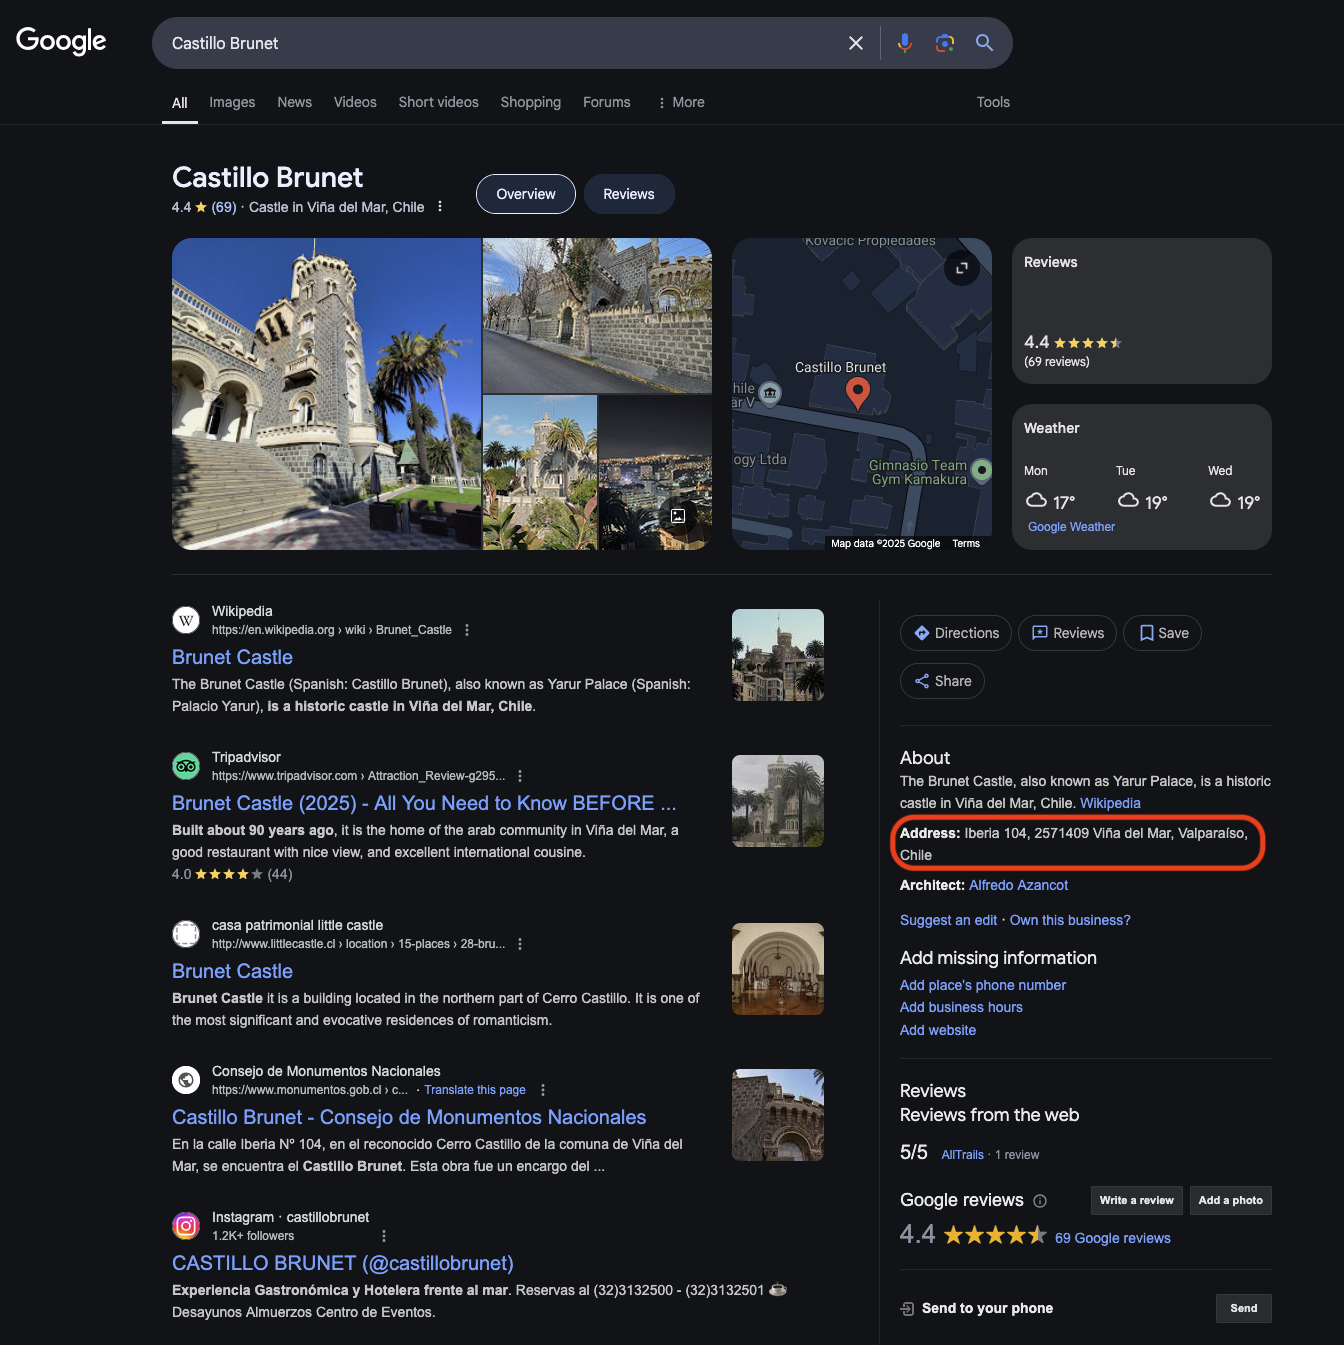 Google
Castillo Brunet
All
Images
News
Videos
Short videos
Shopping
Forums
More
Tools
Castillo Brunet
4.4 ★ (69) · Castle in Viña del Mar, Chile
Overview
Reviews
Kovacic Propiedades
Castillo Brunet
hile
ar V
ogy Ltda
Gimnasio Team
Gym Kamakura
Map data ©2025 Google Terms
Reviews
4.4
(69 reviews)
Weather
Mon Tue Wed
17° 19° 19°
Google Weather
Wikipedia
https://en.wikipedia.org › wiki › Brunet_Castle
Brunet Castle
The Brunet Castle (Spanish: Castillo Brunet), also known as Yarur Palace (Spanish:
Palacio Yarur), is a historic castle in Viña del Mar, Chile.
Tripadvisor
https://www.tripadvisor.com › Attraction_Review-g295...
Brunet Castle (2025) - All You Need to Know BEFORE ...
Built about 90 years ago, it is the home of the arab community in Viña del Mar, a
good restaurant with nice view, and excellent international cousine.
4.0 ★★★★★ (44)
casa patrimonial little castle
http://www.littlecastle.cl › location › 15-places › 28-bru...
Brunet Castle
Brunet Castle it is a building located in the northern part of Cerro Castillo. It is one of
the most significant and evocative residences of romanticism.
Consejo de Monumentos Nacionales
https://www.monumentos.gob.cl › c... · Translate this page
Castillo Brunet - Consejo de Monumentos Nacionales
En la calle Iberia Nº 104, en el reconocido Cerro Castillo de la comuna de Viña del
Mar, se encuentra el Castillo Brunet. Esta obra fue un encargo del ...
Instagram · castillobrunet
1.2K+ followers
CASTILLO BRUNET (@castillobrunet)
Experiencia Gastronómica y Hotelera frente al mar. Reservas al (32)3132500 - (32)3132501 ☕
Desayunos Almuerzos Centro de Eventos.
Directions
Reviews
Save
Share
About
The Brunet Castle, also known as Yarur Palace, is a historic
castle in Viña del Mar, Chile. Wikipedia
Address: Iberia 104, 2571409 Viña del Mar, Valparaíso,
Chile
Architect: Alfredo Azancot
Suggest an edit · Own this business?
Add missing information
Add place's phone number
Add business hours
Add website
Reviews
Reviews from the web
5/5 AllTrails · 1 review
Google reviews
Write a review
Add a photo
4.4 69 Google reviews
Send to your phone
Send